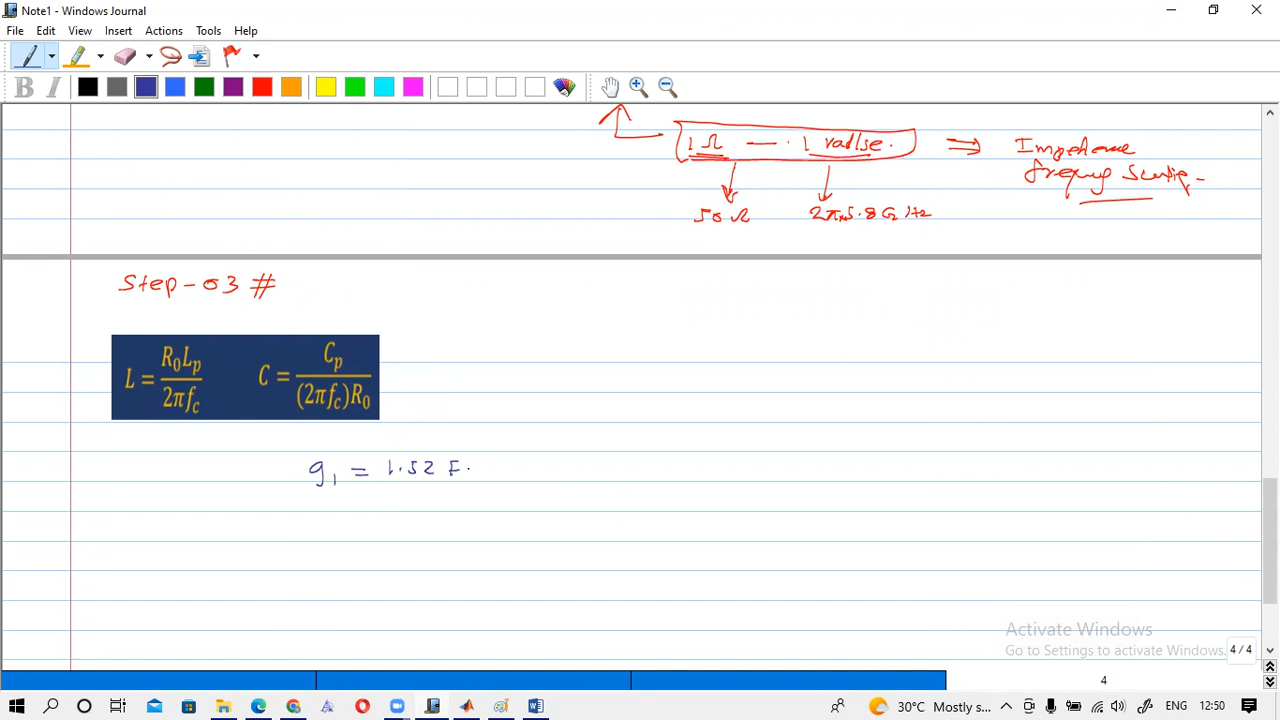 Note1 - Windows Journal
File Edit View Insert Actions Tools Help
B I
1 Ω — 1 rad/se. ⇒ Impedance
frequency Scaling
50 Ω 2π×5.8 GHz
Step-03 #
L = R₀Lₚ / 2πf꜀ C = Cₚ / (2πf꜀)R₀
g₁ = 1.52 F.
Activate Windows
Go to Settings to activate Windows.
4 / 4
4
30°C Mostly s... ENG 12:50